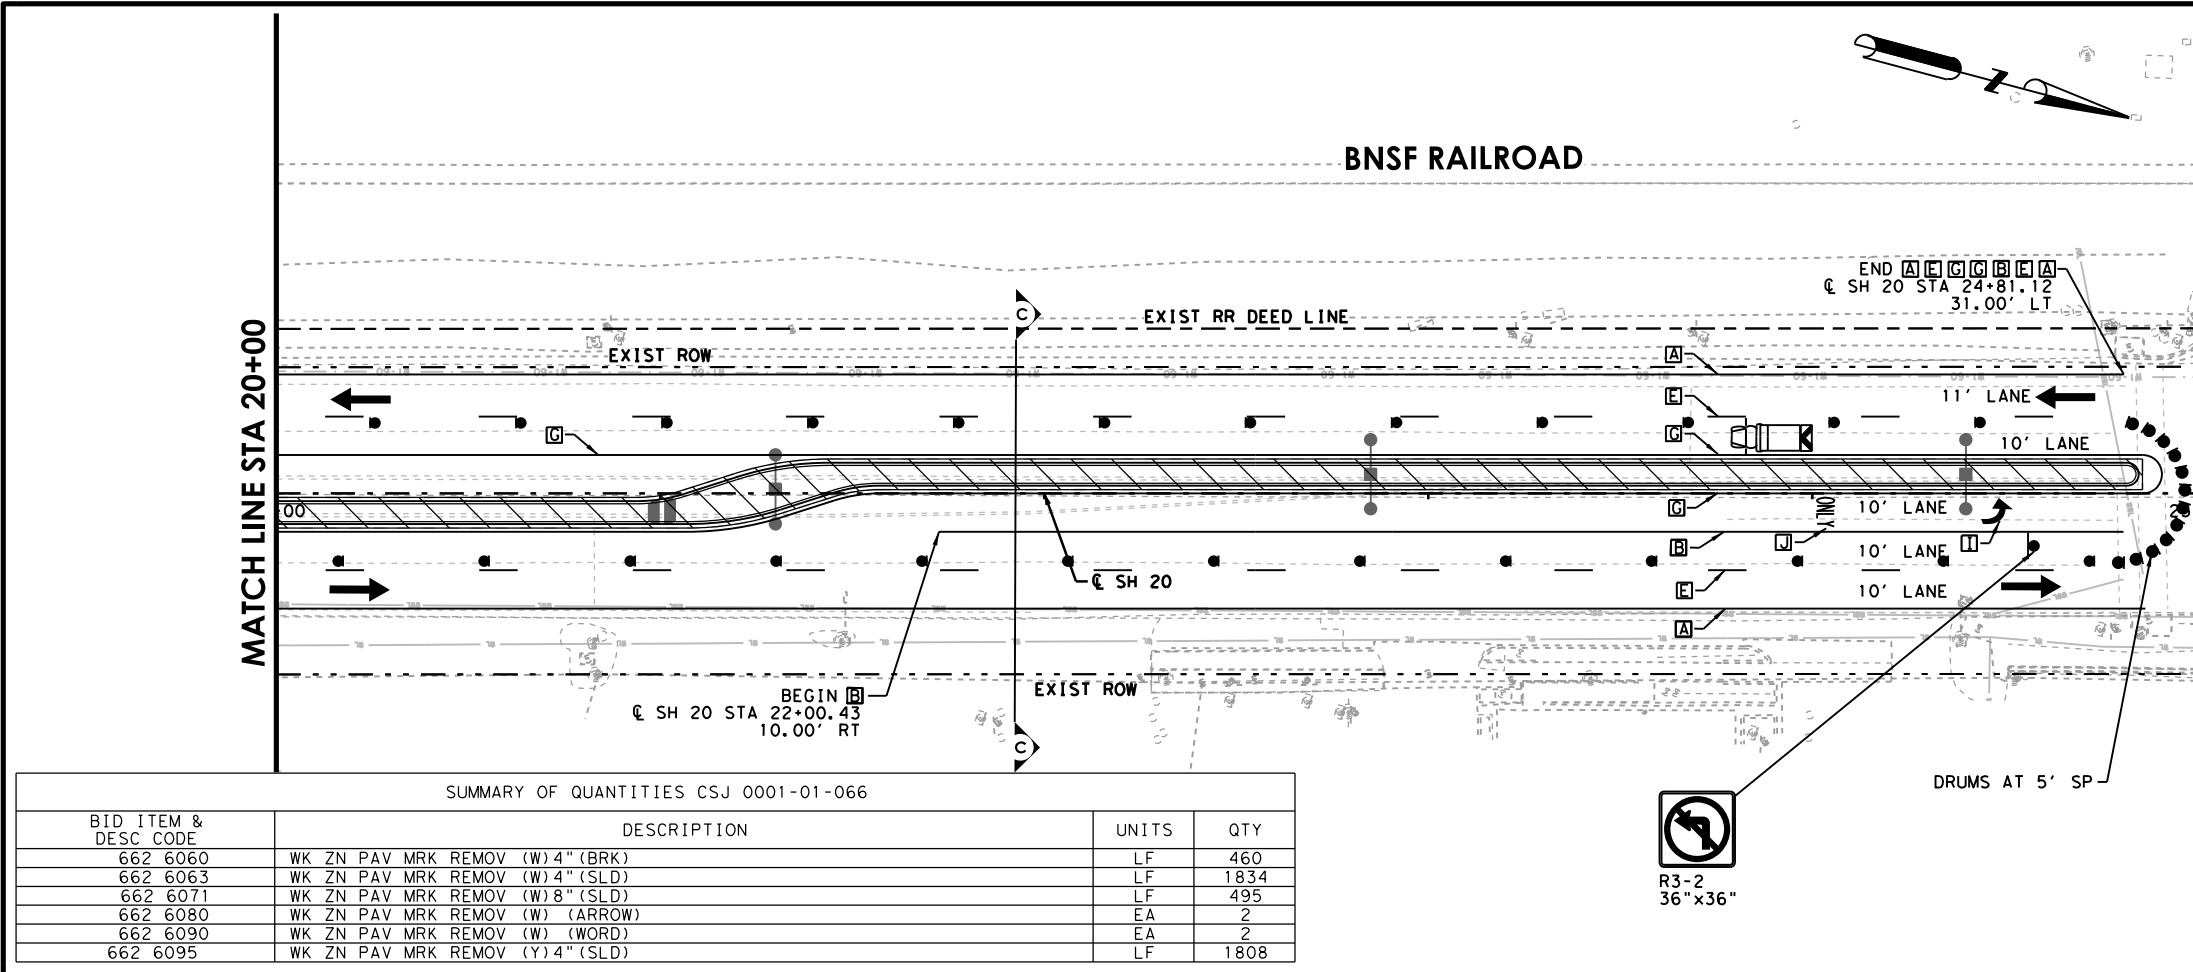 BNSF RAILROAD
END A E G G B E A
℄ SH 20 STA 24+81.12
31.00' LT
EXIST RR DEED LINE
EXIST ROW
MATCH LINE STA 20+00
C
A
E
G
G
11' LANE
10' LANE
00
ONLY
G
10' LANE
B
J
10' LANE
I
℄ SH 20
E
10' LANE
A
BEGIN B
℄ SH 20 STA 22+00.43
10.00' RT
EXIST ROW
C
DRUMS AT 5' SP
R3-2
36"x36"
SUMMARY OF QUANTITIES CSJ 0001-01-066
BID ITEM & DESC CODE DESCRIPTION UNITS QTY
662 6060 WK ZN PAV MRK REMOV (W)4"(BRK) LF 460
662 6063 WK ZN PAV MRK REMOV (W)4"(SLD) LF 1834
662 6071 WK ZN PAV MRK REMOV (W)8"(SLD) LF 495
662 6080 WK ZN PAV MRK REMOV (W) (ARROW) EA 2
662 6090 WK ZN PAV MRK REMOV (W) (WORD) EA 2
662 6095 WK ZN PAV MRK REMOV (Y)4"(SLD) LF 1808